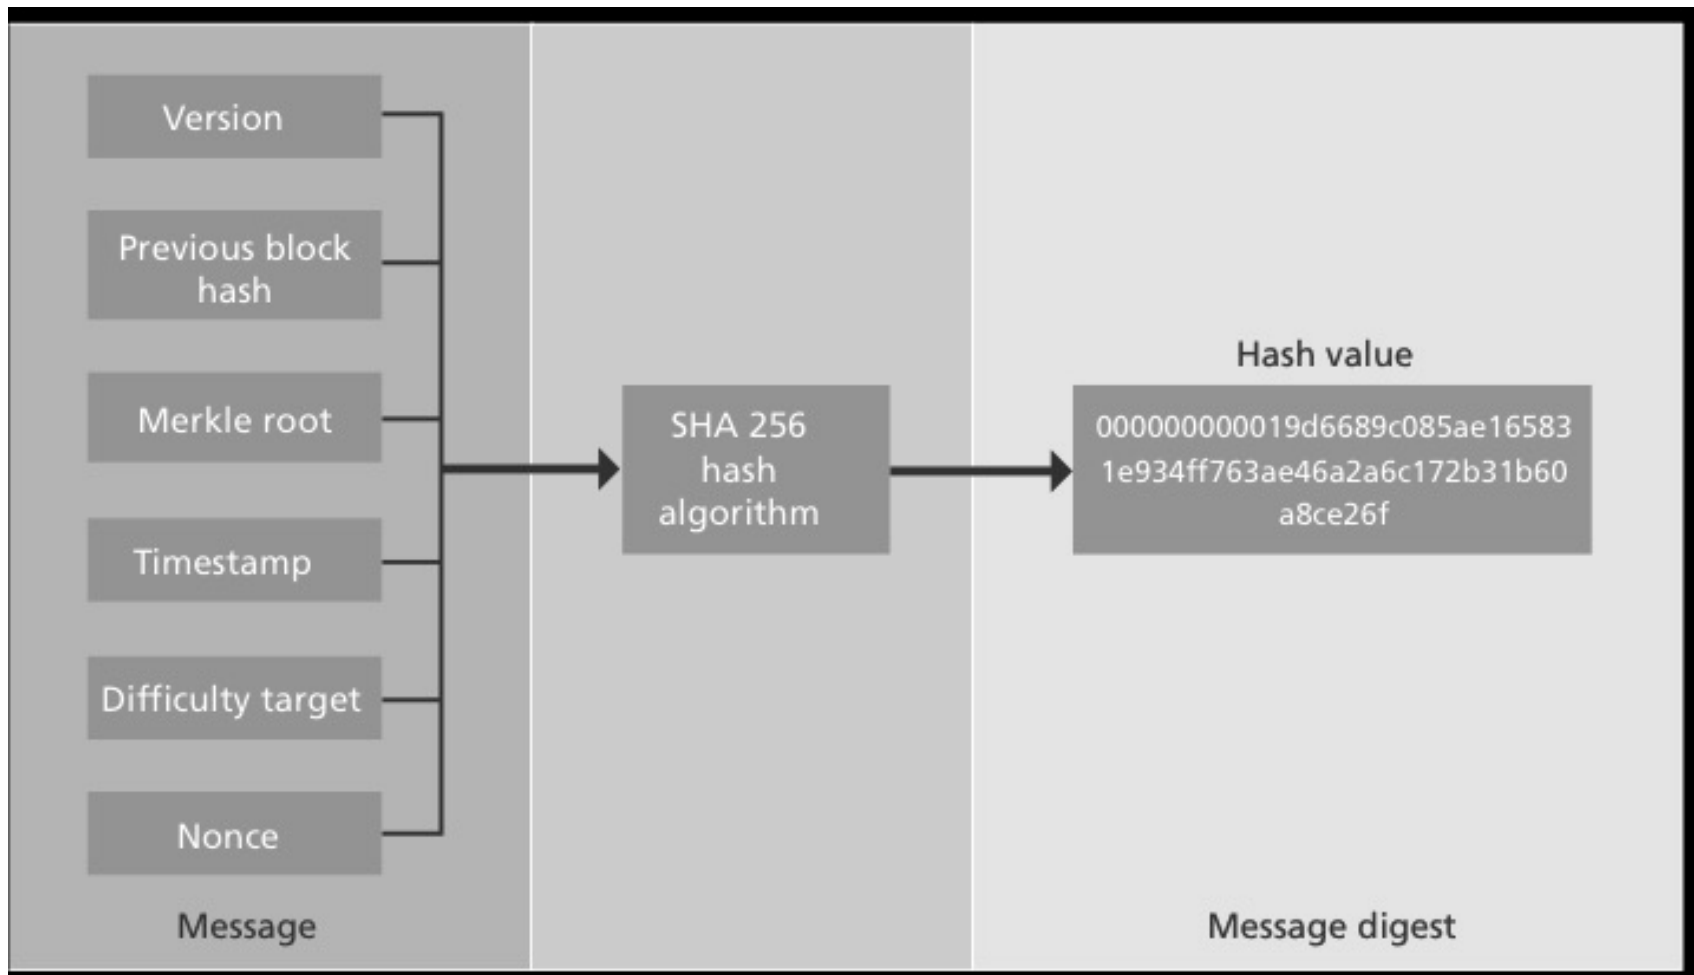 Version
Previous block
hash
Merkle root
Timestamp
Difficulty target
Nonce
Message
SHA 256
hash
algorithm
Hash value
000000000019d6689c085ae16583
1e934ff763ae46a2a6c172b31b60
a8ce26f
Message digest